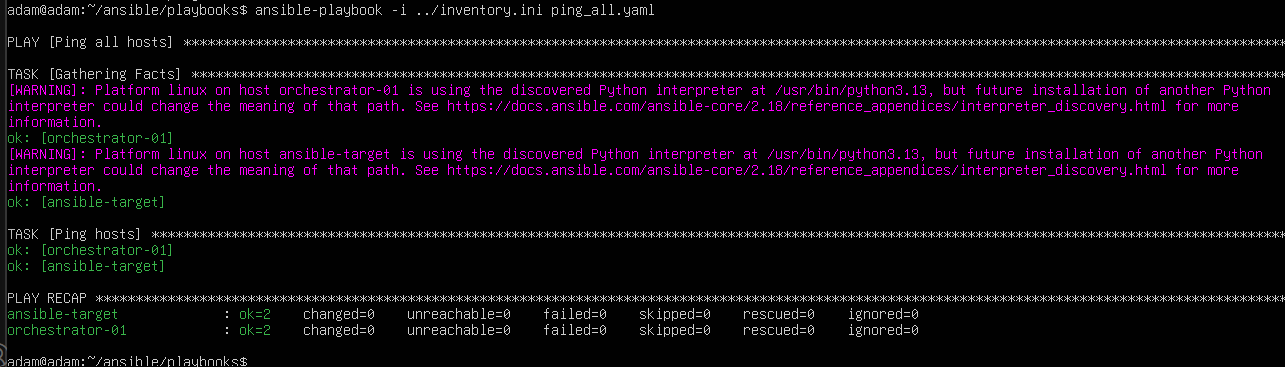 adam@adam:~/ansible/playbooks$ ansible-playbook -i ../inventory.ini ping_all.yaml
PLAY [Ping all hosts] ****************************************************************************************************************************************
TASK [Gathering Facts] ***************************************************************************************************************************************
[WARNING]: Platform linux on host orchestrator-01 is using the discovered Python interpreter at /usr/bin/python3.13, but future installation of another Python
interpreter could change the meaning of that path. See https://docs.ansible.com/ansible-core/2.18/reference_appendices/interpreter_discovery.html for more
information.
ok: [orchestrator-01]
[WARNING]: Platform linux on host ansible-target is using the discovered Python interpreter at /usr/bin/python3.13, but future installation of another Python
interpreter could change the meaning of that path. See https://docs.ansible.com/ansible-core/2.18/reference_appendices/interpreter_discovery.html for more
information.
ok: [ansible-target]
TASK [Ping hosts] ********************************************************************************************************************************************
ok: [orchestrator-01]
ok: [ansible-target]
PLAY RECAP ***************************************************************************************************************************************************
ansible-target             : ok=2    changed=0    unreachable=0    failed=0    skipped=0    rescued=0    ignored=0
orchestrator-01            : ok=2    changed=0    unreachable=0    failed=0    skipped=0    rescued=0    ignored=0
adam@adam:~/ansible/playbooks$